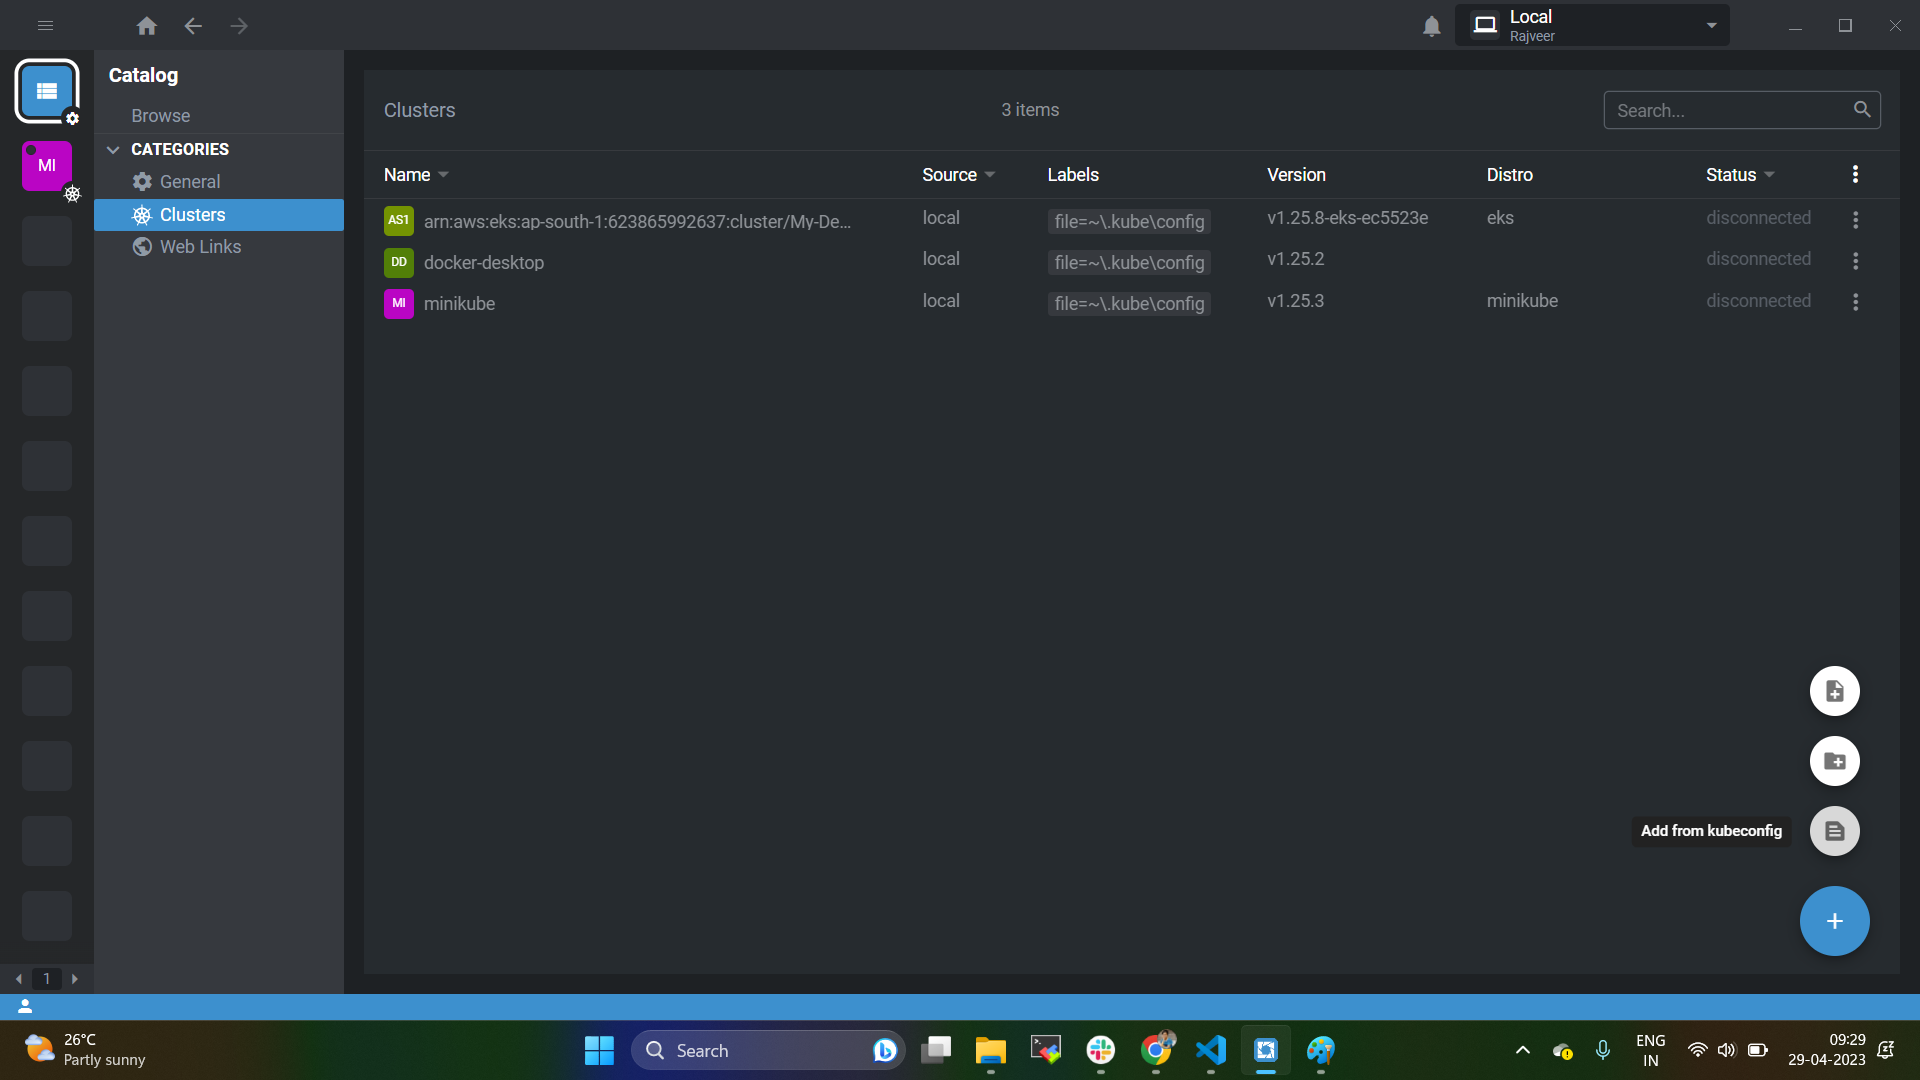 Local
Rajveer
Catalog
Browse
CATEGORIES
General
Clusters
Web Links
MI
1
Clusters
3 items
Search...
Name Source Labels Version Distro Status
AS1 arn:aws:eks:ap-south-1:623865992637:cluster/My-De... local file=~\.kube\config v1.25.8-eks-ec5523e eks disconnected
DD docker-desktop local file=~\.kube\config v1.25.2 disconnected
MI minikube local file=~\.kube\config v1.25.3 minikube disconnected
Add from kubeconfig
+
26°C
Partly sunny
Search
ENG
IN
09:29
29-04-2023